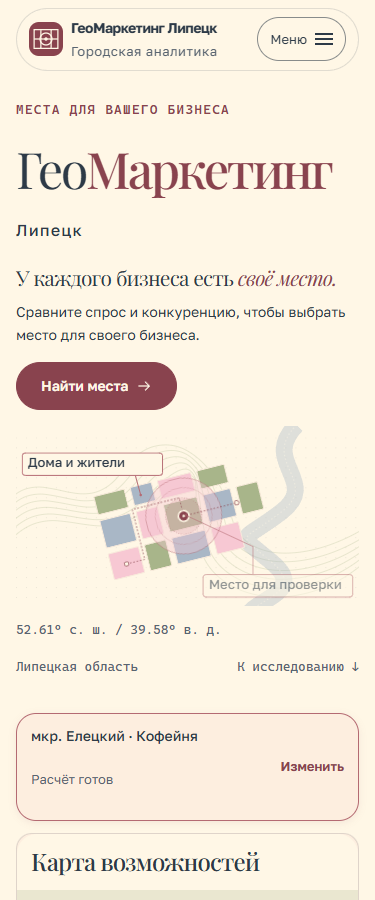 ГеоМаркетинг Липецк
Городская аналитика
Меню
МЕСТА ДЛЯ ВАШЕГО БИЗНЕСА
ГеоМаркетинг
Липецк
У каждого бизнеса есть своё место.
Сравните спрос и конкуренцию, чтобы выбрать
место для своего бизнеса.
Найти места →
Дома и жители
Место для проверки
52.61° с. ш. / 39.58° в. д.
Липецкая область
К исследованию ↓
мкр. Елецкий · Кофейня
Изменить
Расчёт готов
Карта возможностей